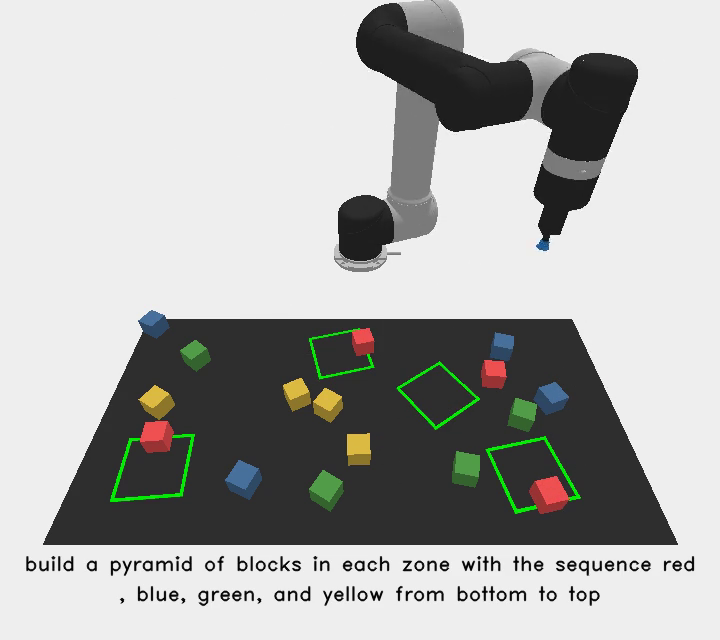 build a pyramid of blocks in each zone with the sequence red
, blue, green, and yellow from bottom to top